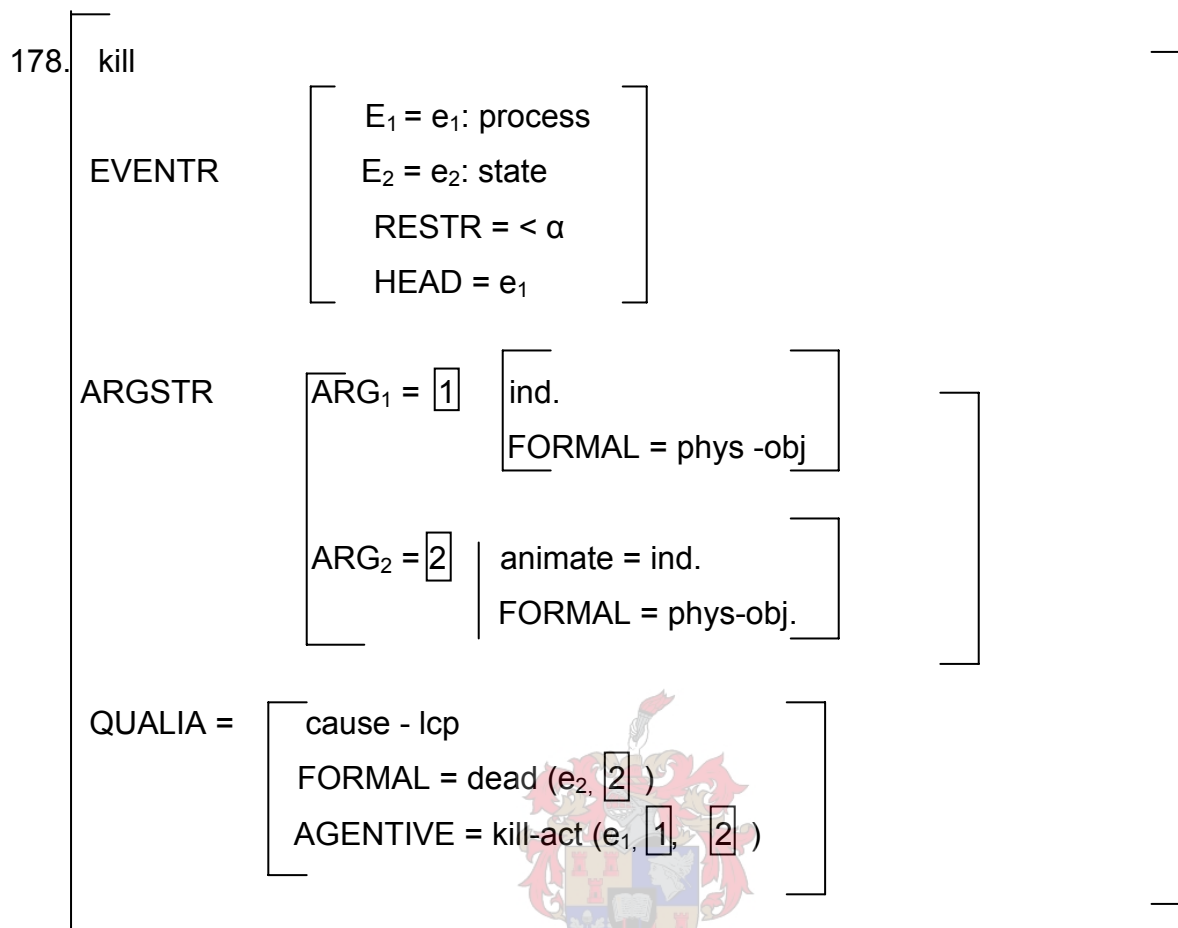 178. kill
E₁ = e₁: process
EVENTR E₂ = e₂: state
RESTR = < α
HEAD = e₁
ARGSTR ARG₁ = 1 ind.
FORMAL = phys -obj
ARG₂ = 2 animate = ind.
FORMAL = phys-obj.
QUALIA = cause - lcp
FORMAL = dead (e₂, 2 )
AGENTIVE = kill-act (e₁, 1, 2 )